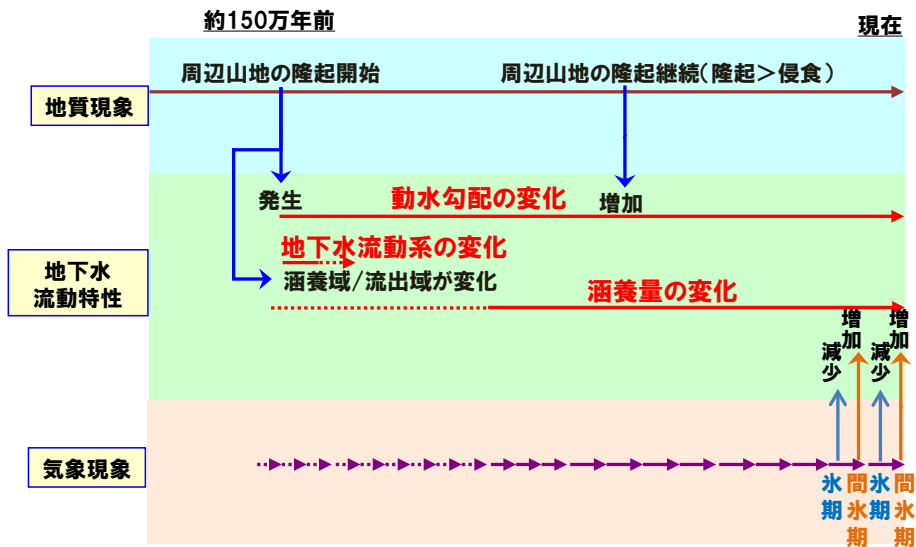 約150万年前
現在
周辺山地の隆起開始
周辺山地の隆起継続(隆起＞侵食)
地質現象
発生
動水勾配の変化
増加
地下水流動系の変化
涵養域/流出域が変化
地下水
流動特性
涵養量の変化
減少
増加
減少
増加
気象現象
氷期
間氷期
氷期
間氷期